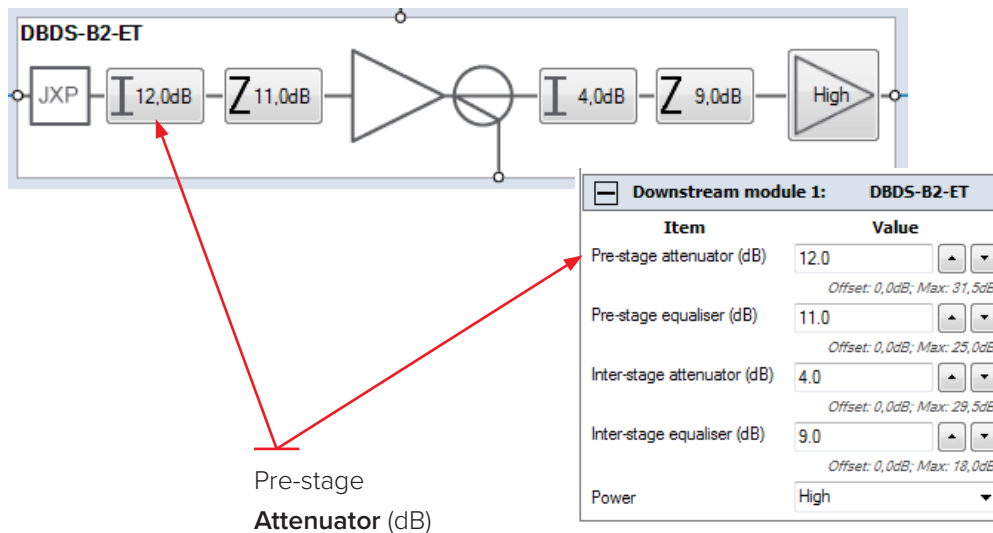 DBDS-B2-ET
JXP
12,0dB
11,0dB
4,0dB
9,0dB
High
Downstream module 1: DBDS-B2-ET
Item Value
Pre-stage attenuator (dB) 12.0
Offset: 0,0dB; Max: 31,5dB
Pre-stage equaliser (dB) 11.0
Offset: 0,0dB; Max: 25,0dB
Inter-stage attenuator (dB) 4.0
Offset: 0,0dB; Max: 29,5dB
Inter-stage equaliser (dB) 9.0
Offset: 0,0dB; Max: 18,0dB
Power High
Pre-stage
Attenuator (dB)